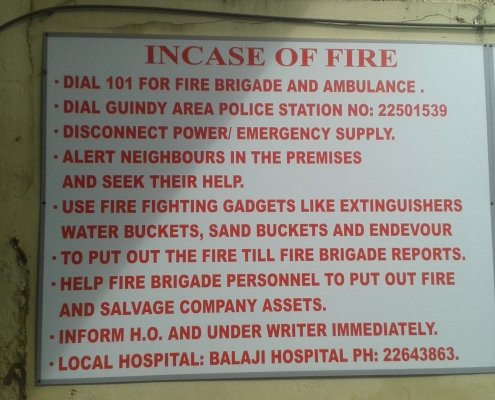 INCASE OF FIRE
· DIAL 101 FOR FIRE BRIGADE AND AMBULANCE .
· DIAL GUINDY AREA POLICE STATION NO: 22501539
· DISCONNECT POWER/ EMERGENCY SUPPLY.
· ALERT NEIGHBOURS IN THE PREMISES
AND SEEK THEIR HELP.
· USE FIRE FIGHTING GADGETS LIKE EXTINGUISHERS
WATER BUCKETS, SAND BUCKETS AND ENDEVOUR
· TO PUT OUT THE FIRE TILL FIRE BRIGADE REPORTS.
· HELP FIRE BRIGADE PERSONNEL TO PUT OUT FIRE
AND SALVAGE COMPANY ASSETS.
· INFORM H.O. AND UNDER WRITER IMMEDIATELY.
· LOCAL HOSPITAL: BALAJI HOSPITAL PH: 22643863.